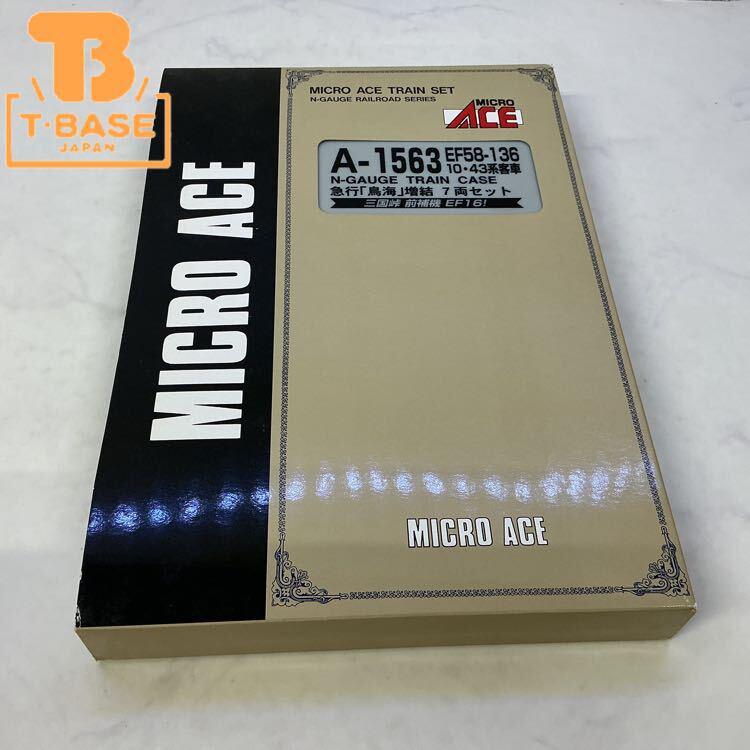 TB
T·BASE
JAPAN
MICRO ACE
MICRO ACE TRAIN SET
N-GAUGE RAILROAD SERIES
MICRO
ACE
A-1563 EF58-136
10・43系客車
N-GAUGE TRAIN CASE
急行「鳥海」増結 7両セット
三国峠 前補機 EF16!
MICRO ACE